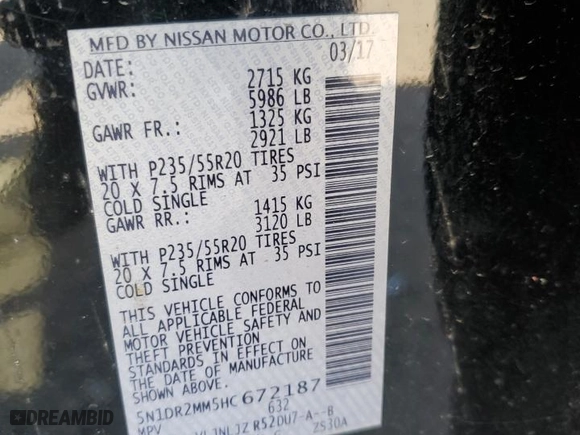 MFD BY NISSAN MOTOR CO., LTD.
DATE: 03/17
GVWR: 2715 KG
5986 LB
GAWR FR.: 1325 KG
2921 LB
WITH P235/55R20 TIRES
20 X 7.5 RIMS AT 35 PSI
COLD SINGLE
GAWR RR.: 1415 KG
3120 LB
WITH P235/55R20 TIRES
20 X 7.5 RIMS AT 35 PSI
COLD SINGLE
THIS VEHICLE CONFORMS TO
ALL APPLICABLE FEDERAL
MOTOR VEHICLE SAFETY AND
THEFT PREVENTION
STANDARDS IN EFFECT ON
THE DATE OF MANUFACTURE
SHOWN ABOVE.
5N1DR2MM5HC672187
632
MPV R52DU7-A--B
ZS30A
DREAMBID